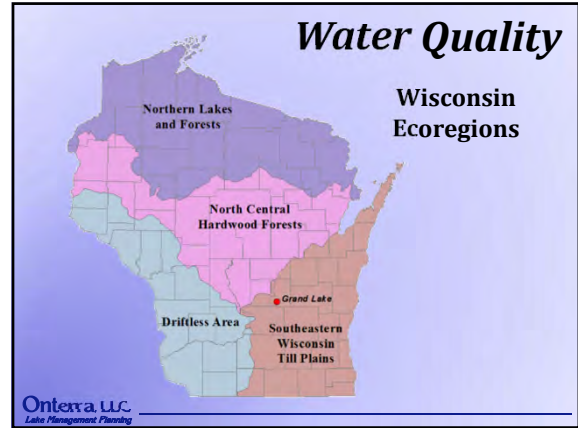 Water Quality
Wisconsin
Ecoregions
Northern Lakes
and Forests
North Central
Hardwood Forests
Grand Lake
Driftless Area
Southeastern
Wisconsin
Till Plains
Onterra, LLC
Lake Management Planning